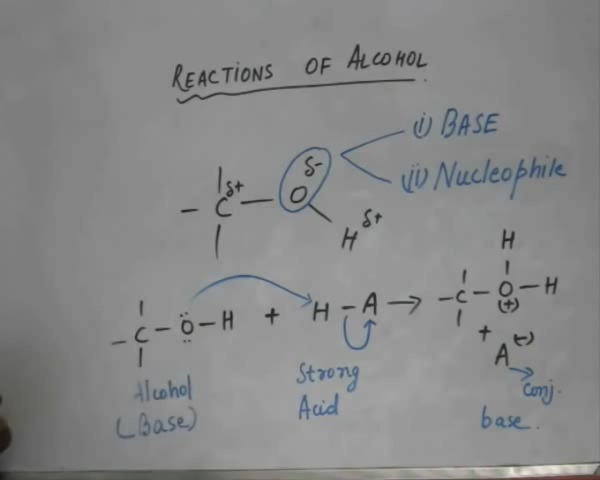 REACTIONS OF ALCOHOL
(i) BASE
(ii) Nucleophile
δ-
δ+
- C - O
H δ+
H
- C - Ö - H + H - A → - C - O - H
(+)
+
A(-)
Alcohol
(Base)
Strong
Acid
Conj.
base.